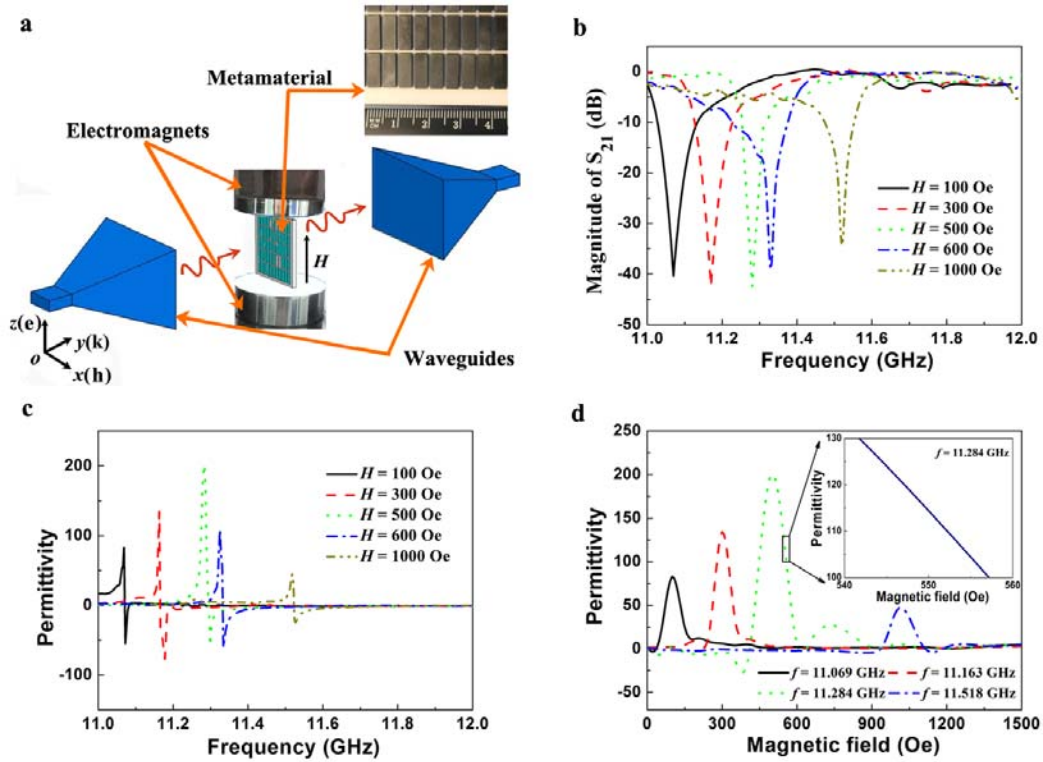 a
Metamaterial
Electromagnets
1 2 3 4
H
z(e)
y(k)
o
x(h)
Waveguides
b
Magnitude of S21 (dB)
0
-10
-20
-30
-40
-50
H = 100 Oe
H = 300 Oe
H = 500 Oe
H = 600 Oe
H = 1000 Oe
11.0 11.2 11.4 11.6 11.8 12.0
Frequency (GHz)
c
Permittivity
200
100
0
-100
H = 100 Oe
H = 300 Oe
H = 500 Oe
H = 600 Oe
H = 1000 Oe
11.0 11.2 11.4 11.6 11.8 12.0
Frequency (GHz)
d
Permittivity
250
200
150
100
50
0
-50
130
120
110
100
Permittivity
f = 11.284 GHz
540 550 560
Magnetic field (Oe)
f = 11.069 GHz f = 11.163 GHz
f = 11.284 GHz f = 11.518 GHz
0 300 600 900 1200 1500
Magnetic field (Oe)